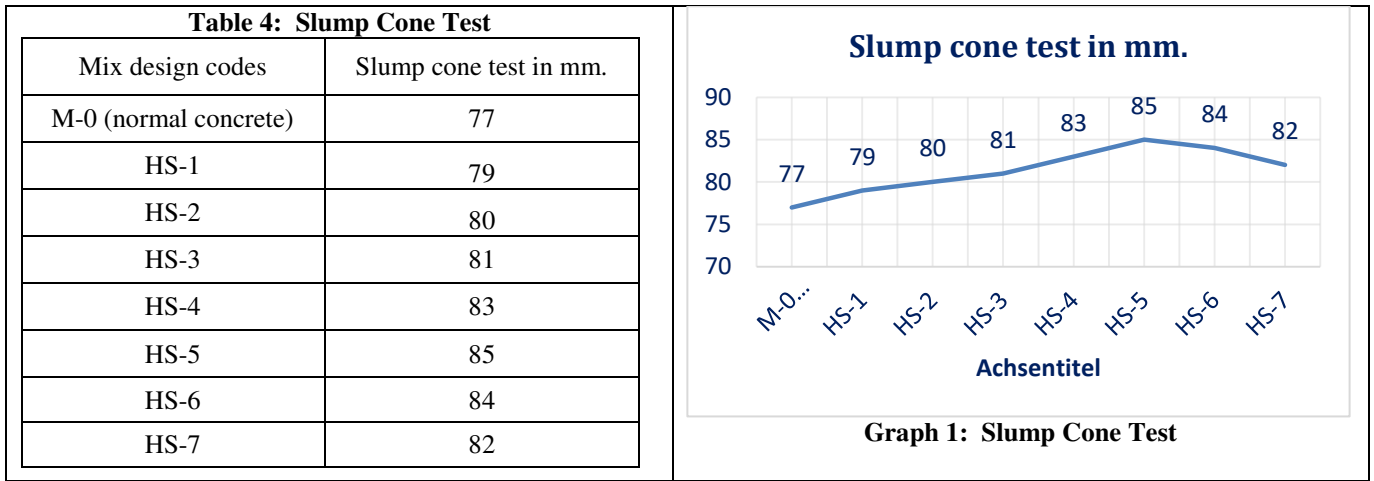 Table 4: Slump Cone Test
Mix design codes Slump cone test in mm.
M-0 (normal concrete) 77
HS-1 79
HS-2 80
HS-3 81
HS-4 83
HS-5 85
HS-6 84
HS-7 82
Slump cone test in mm.
90
85
80
75
70
77 79 80 81 83 85 84 82
M-0... HS-1 HS-2 HS-3 HS-4 HS-5 HS-6 HS-7
Achsentitel
Graph 1: Slump Cone Test